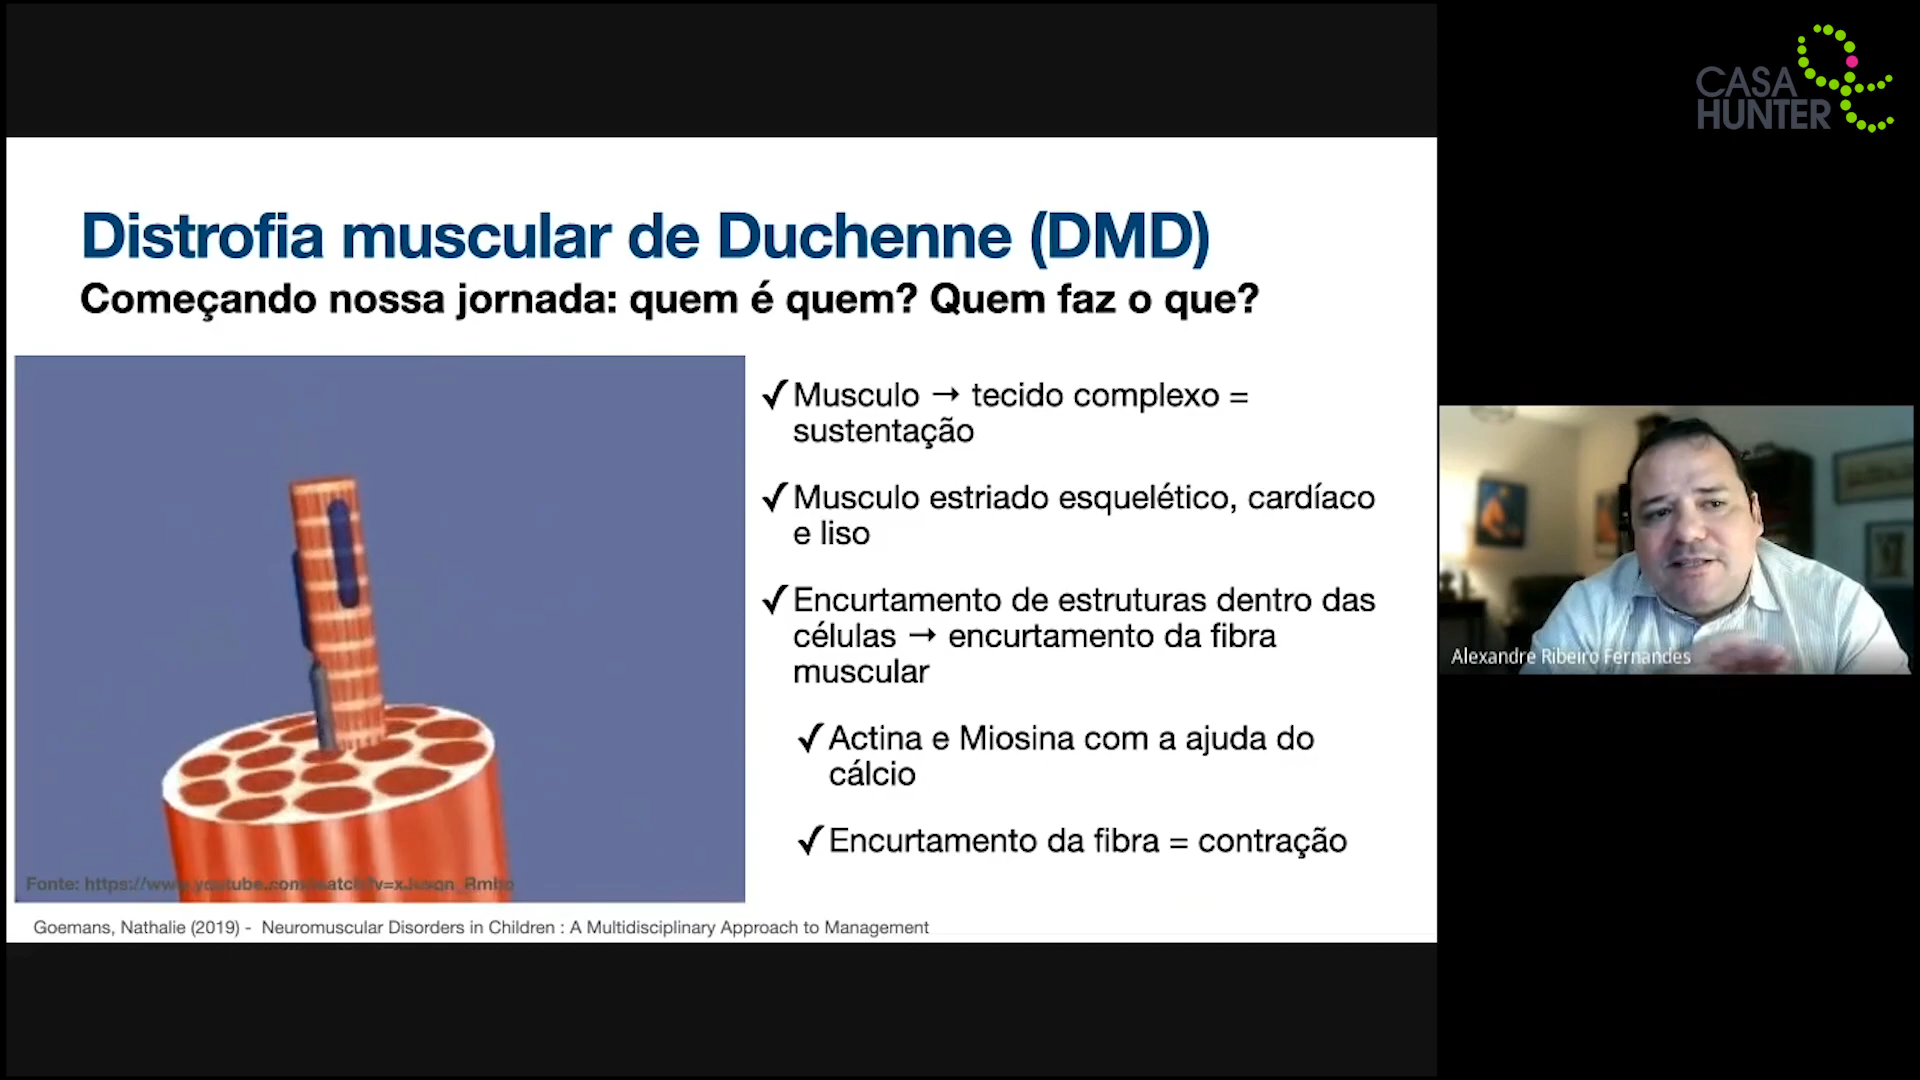 CASA
HUNTER
Distrofia muscular de Duchenne (DMD)
Começando nossa jornada: quem é quem? Quem faz o que?
✓Musculo → tecido complexo =
sustentação
✓Musculo estriado esquelético, cardíaco
e liso
✓Encurtamento de estruturas dentro das
células → encurtamento da fibra
muscular
✓Actina e Miosina com a ajuda do
cálcio
✓Encurtamento da fibra = contração
Fonte:
Goemans, Nathalie (2019) - Neuromuscular Disorders in Children : A Multidisciplinary Approach to Management
Alexandre Ribeiro Fernandes